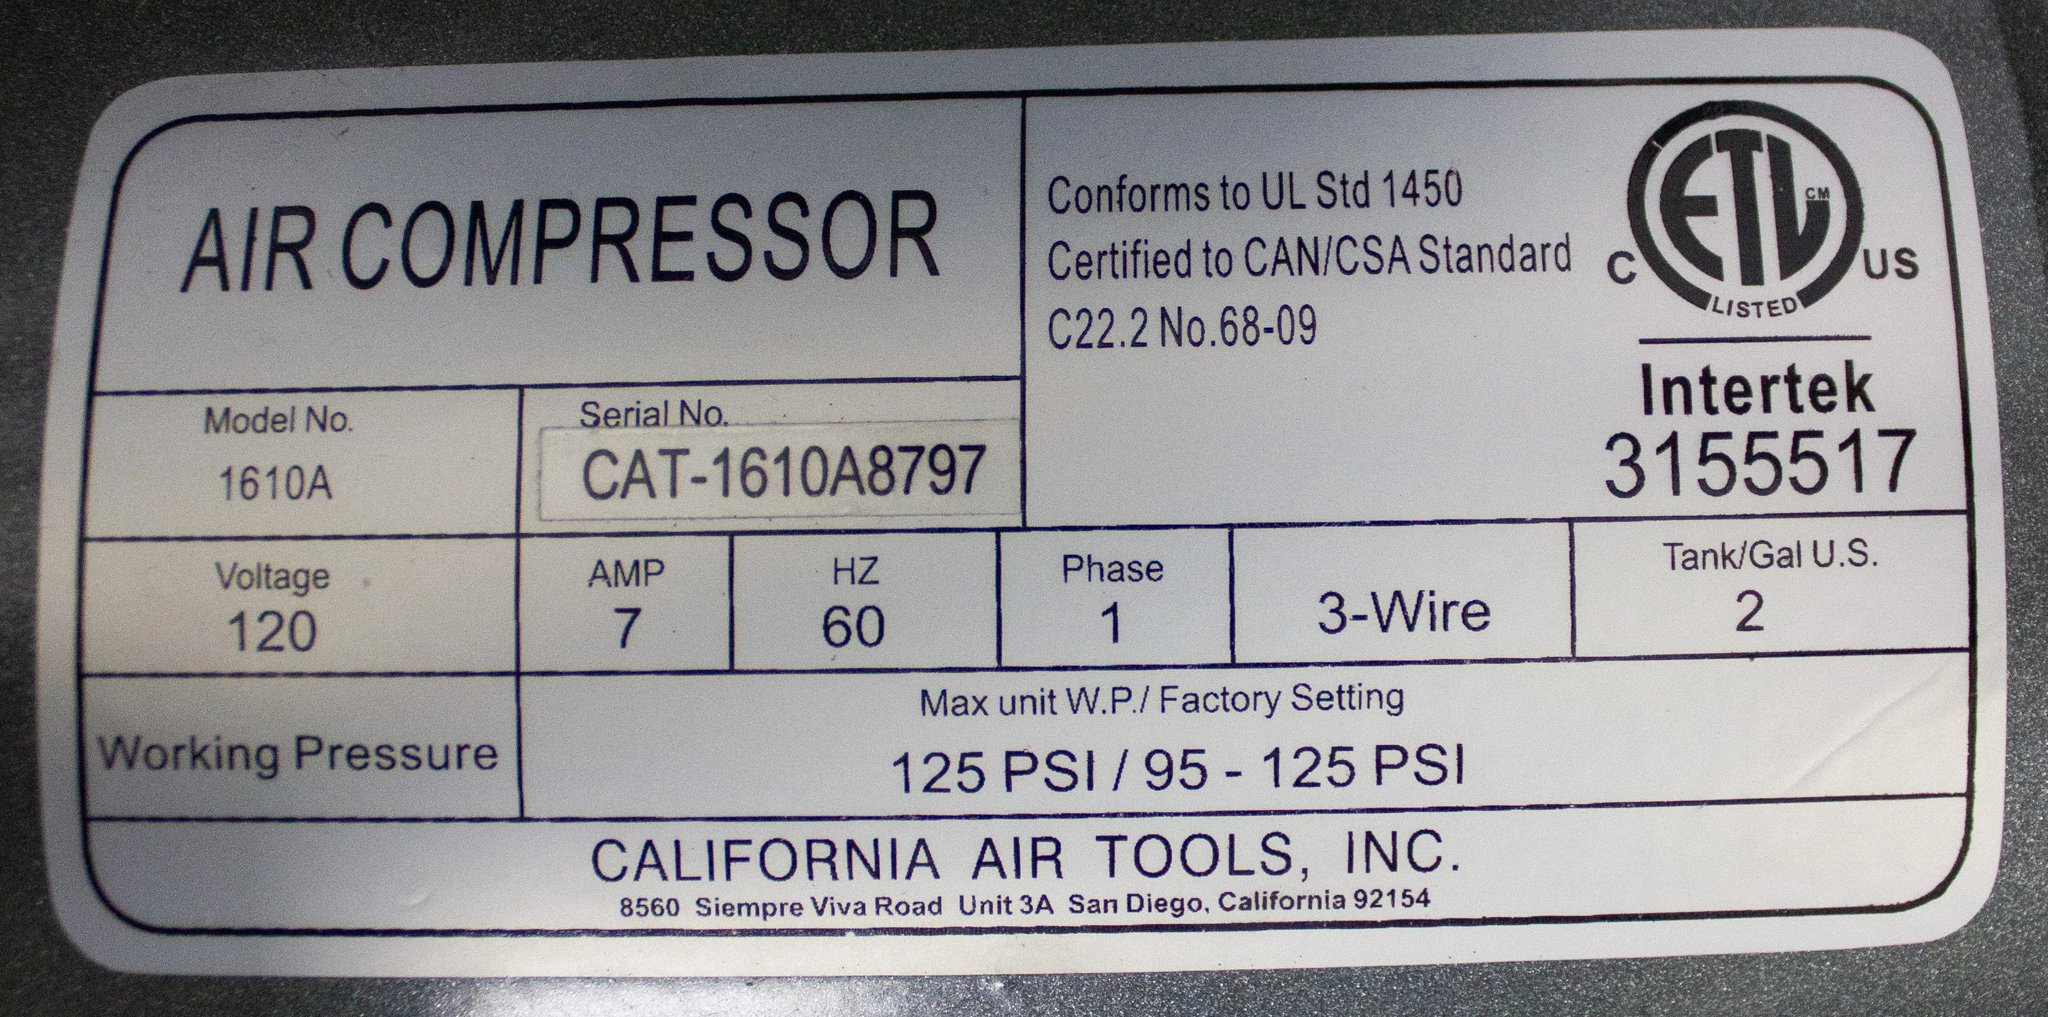 AIR COMPRESSOR
Conforms to UL Std 1450
Certified to CAN/CSA Standard
C22.2 No.68-09
C ETL CM US
LISTED
Intertek
3155517
Model No.
1610A
Serial No.
CAT-1610A8797
Voltage
120
AMP
7
HZ
60
Phase
1
3-Wire
Tank/Gal U.S.
2
Working Pressure
Max unit W.P./ Factory Setting
125 PSI / 95 - 125 PSI
CALIFORNIA AIR TOOLS, INC.
8560 Siempre Viva Road Unit 3A San Diego, California 92154